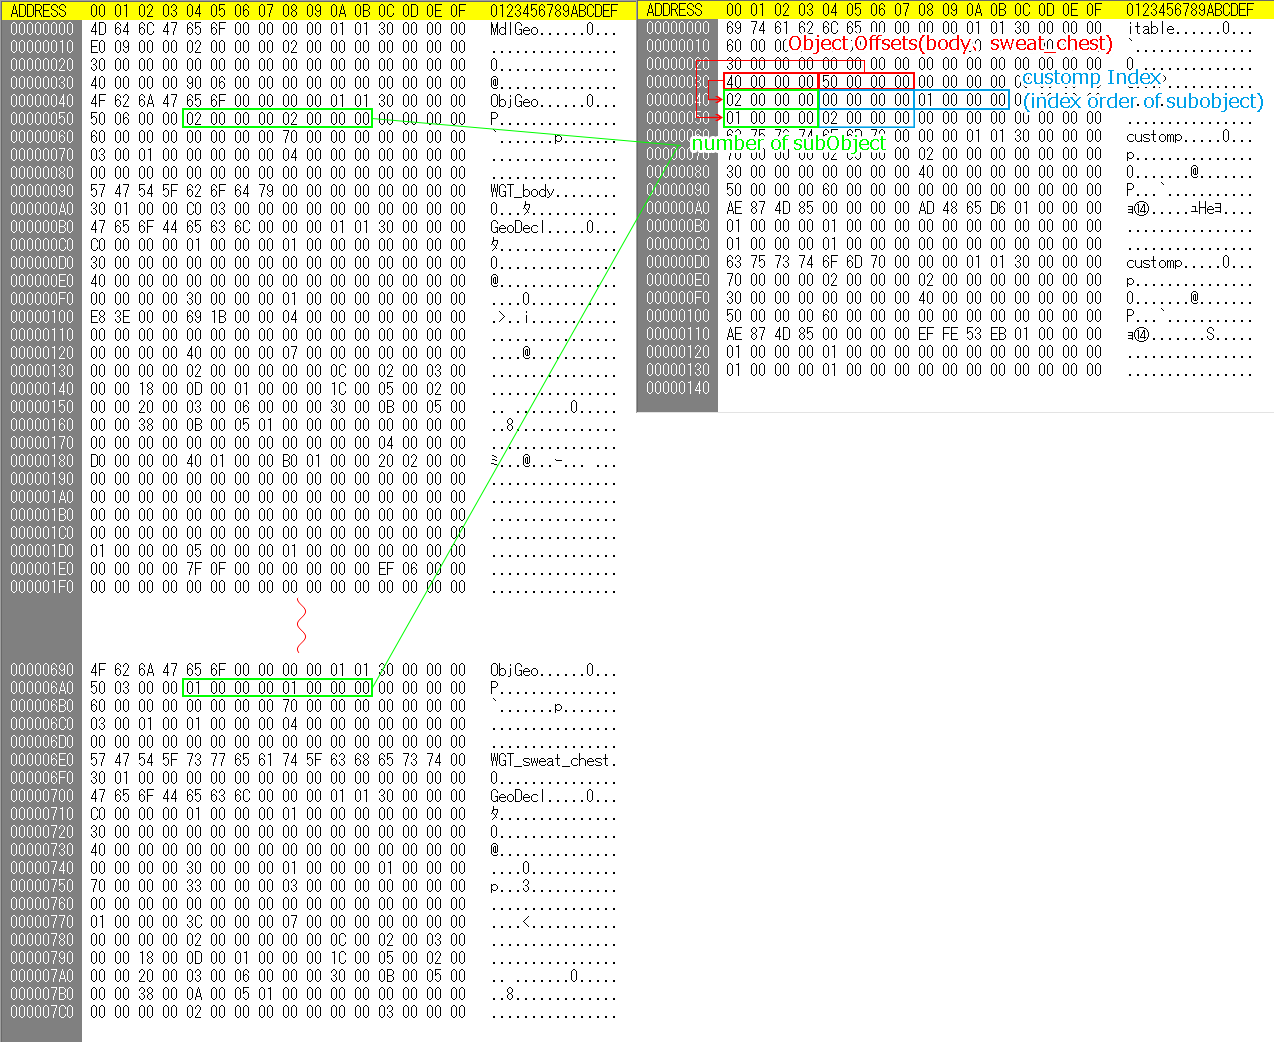 ADDRESS 00 01 02 03 04 05 06 07 08 09 0A 0B 0C 0D 0E 0F 0123456789ABCDEF
00000000 4D 64 6C 47 65 6F 00 00 00 00 01 01 30 00 00 00 MdlGeo......0...
00000010 E0 09 00 00 02 00 00 00 02 00 00 00 00 00 00 00
00000020 30 00 00 00 00 00 00 00 00 00 00 00 00 00 00 00 0...............
00000030 40 00 00 00 90 06 00 00 00 00 00 00 00 00 00 00 @...............
00000040 4F 62 6A 47 65 6F 00 00 00 00 01 01 30 00 00 00 ObjGeo......0...
00000050 50 06 00 00 02 00 00 00 02 00 00 00 00 00 00 00 P...............
00000060 60 00 00 00 00 00 00 00 70 00 00 00 00 00 00 00 `.......p.......
00000070 03 00 01 00 00 00 00 00 04 00 00 00 00 00 00 00 ................
00000080 00 00 00 00 00 00 00 00 00 00 00 00 00 00 00 00 ................
00000090 57 47 54 5F 62 6F 64 79 00 00 00 00 00 00 00 00 WGT_body........
000000A0 30 01 00 00 C0 03 00 00 00 00 00 00 00 00 00 00 0...ﾀ...........
000000B0 47 65 6F 44 65 63 6C 00 00 00 01 01 30 00 00 00 GeoDecl.....0...
000000C0 C0 00 00 00 01 00 00 00 01 00 00 00 00 00 00 00 ﾀ...............
000000D0 30 00 00 00 00 00 00 00 00 00 00 00 00 00 00 00 0...............
000000E0 40 00 00 00 00 00 00 00 00 00 00 00 00 00 00 00 @...............
000000F0 00 00 00 00 30 00 00 00 01 00 00 00 00 00 00 00 ....0...........
00000100 E8 3E 00 00 69 1B 00 00 04 00 00 00 00 00 00 00 .>..i...........
00000110 00 00 00 00 00 00 00 00 00 00 00 00 00 00 00 00 ................
00000120 00 00 00 00 40 00 00 00 07 00 00 00 00 00 00 00 ....@...........
00000130 00 00 00 00 02 00 00 00 00 00 0C 00 02 00 03 00 ................
00000140 00 00 18 00 0D 00 01 00 00 00 1C 00 05 00 02 00 ................
00000150 00 00 20 00 03 00 06 00 00 00 30 00 0B 00 05 00 .. .......0.....
00000160 00 00 38 00 0B 00 05 01 00 00 00 00 00 00 00 00 ..8.............
00000170 00 00 00 00 00 00 00 00 00 00 00 00 04 00 00 00 ................
00000180 D0 00 00 00 40 01 00 00 B0 01 00 00 20 02 00 00 ﾐ...@...ｰ... ...
00000190 00 00 00 00 00 00 00 00 00 00 00 00 00 00 00 00 ................
000001A0 00 00 00 00 00 00 00 00 00 00 00 00 00 00 00 00 ................
000001B0 00 00 00 00 00 00 00 00 00 00 00 00 00 00 00 00 ................
000001C0 00 00 00 00 00 00 00 00 00 00 00 00 00 00 00 00 ................
000001D0 01 00 00 00 05 00 00 00 01 00 00 00 00 00 00 00 ................
000001E0 00 00 00 00 7F 0F 00 00 00 00 00 00 EF 06 00 00 ................
000001F0 00 00 00 00 00 00 00 00 00 00 00 00 00 00 00 00 ................
00000690 4F 62 6A 47 65 6F 00 00 00 00 01 01 30 00 00 00 ObjGeo......0...
000006A0 50 03 00 00 01 00 00 00 01 00 00 00 00 00 00 00 P...............
000006B0 60 00 00 00 00 00 00 00 70 00 00 00 00 00 00 00 `.......p.......
000006C0 03 00 01 00 01 00 00 00 04 00 00 00 00 00 00 00 ................
000006D0 00 00 00 00 00 00 00 00 00 00 00 00 00 00 00 00 ................
000006E0 57 47 54 5F 73 77 65 61 74 5F 63 68 65 73 74 00 WGT_sweat_chest.
000006F0 30 01 00 00 00 00 00 00 00 00 00 00 00 00 00 00 0...............
00000700 47 65 6F 44 65 63 6C 00 00 00 01 01 30 00 00 00 GeoDecl.....0...
00000710 C0 00 00 00 01 00 00 00 01 00 00 00 00 00 00 00 ﾀ...............
00000720 30 00 00 00 00 00 00 00 00 00 00 00 00 00 00 00 0...............
00000730 40 00 00 00 00 00 00 00 00 00 00 00 00 00 00 00 @...............
00000740 00 00 00 00 30 00 00 00 01 00 00 00 01 00 00 00 ....0...........
00000750 70 00 00 00 33 00 00 00 03 00 00 00 00 00 00 00 p...3...........
00000760 00 00 00 00 00 00 00 00 00 00 00 00 00 00 00 00 ................
00000770 01 00 00 00 3C 00 00 00 07 00 00 00 00 00 00 00 ....<...........
00000780 00 00 00 00 02 00 00 00 00 00 0C 00 02 00 03 00 ................
00000790 00 00 18 00 0D 00 01 00 00 00 1C 00 05 00 02 00 ................
000007A0 00 00 20 00 03 00 06 00 00 00 30 00 0B 00 05 00 .. .......0.....
000007B0 00 00 38 00 0A 00 05 01 00 00 00 00 00 00 00 00 ..8.............
000007C0 00 00 00 00 02 00 00 00 00 00 00 00 03 00 00 00 ................
ADDRESS 00 01 02 03 04 05 06 07 08 09 0A 0B 0C 0D 0E 0F 0123456789ABCDEF
00000000 69 74 61 62 6C 65 00 00 00 00 01 01 30 00 00 00 itable......0...
00000010 60 00
Object Offsets(body, sweat_chest)
30 00 00 00 00 00 00 00 00 00 00 00 00 00 00 00 0...............
40 00 00 00 50 00 00 00 00 00 00 00
customp Index
02 00 00 00 00 00 00 00 01 00 00 00
(index order of subobject)
01 00 00 00 02 00 00 00 00 00 00 00 00 00 00 00 ................
63 75 73 74 6F 6D 70 00 00 00 01 01 30 00 00 00 customp.....0...
number of subObject
70 00 00 00 02 00 00 00 02 00 00 00 00 00 00 00 p...............
30 00 00 00 00 00 00 00 40 00 00 00 00 00 00 00 0.......@.......
00000090 50 00 00 00 60 00 00 00 00 00 00 00 00 00 00 00 P...`...........
000000A0 AE 87 4D 85 00 00 00 00 AD 48 65 D6 01 00 00 00
000000B0 01 00 00 00 00 00 00 00 00 00 00 00 00 00 00 00 ................
000000C0 01 00 00 00 01 00 00 00 00 00 00 00 00 00 00 00 ................
000000D0 63 75 73 74 6F 6D 70 00 00 00 01 01 30 00 00 00 customp.....0...
000000E0 70 00 00 00 02 00 00 00 02 00 00 00 00 00 00 00 p...............
000000F0 30 00 00 00 00 00 00 00 40 00 00 00 00 00 00 00 0.......@.......
00000100 50 00 00 00 60 00 00 00 00 00 00 00 00 00 00 00 P...`...........
00000110 AE 87 4D 85 00 00 00 00 EF FE 53 EB 01 00 00 00
00000120 01 00 00 00 00 00 00 00 00 00 00 00 00 00 00 00 ................
00000130 01 00 00 00 01 00 00 00 00 00 00 00 00 00 00 00 ................
00000140